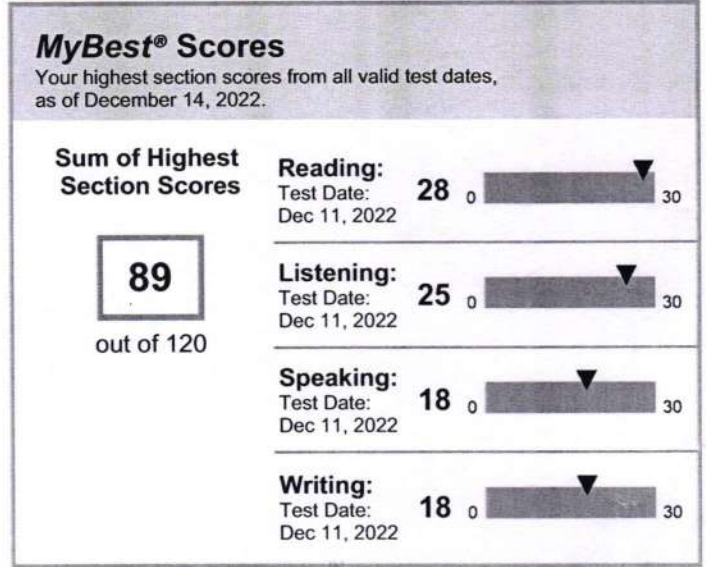 MyBest® Scores
Your highest section scores from all valid test dates,
as of December 14, 2022.
Sum of Highest
Section Scores
89
out of 120
Reading:
Test Date:
Dec 11, 2022
28
0
30
Listening:
Test Date:
Dec 11, 2022
25
0
30
Speaking:
Test Date:
Dec 11, 2022
18
0
30
Writing:
Test Date:
Dec 11, 2022
18
0
30